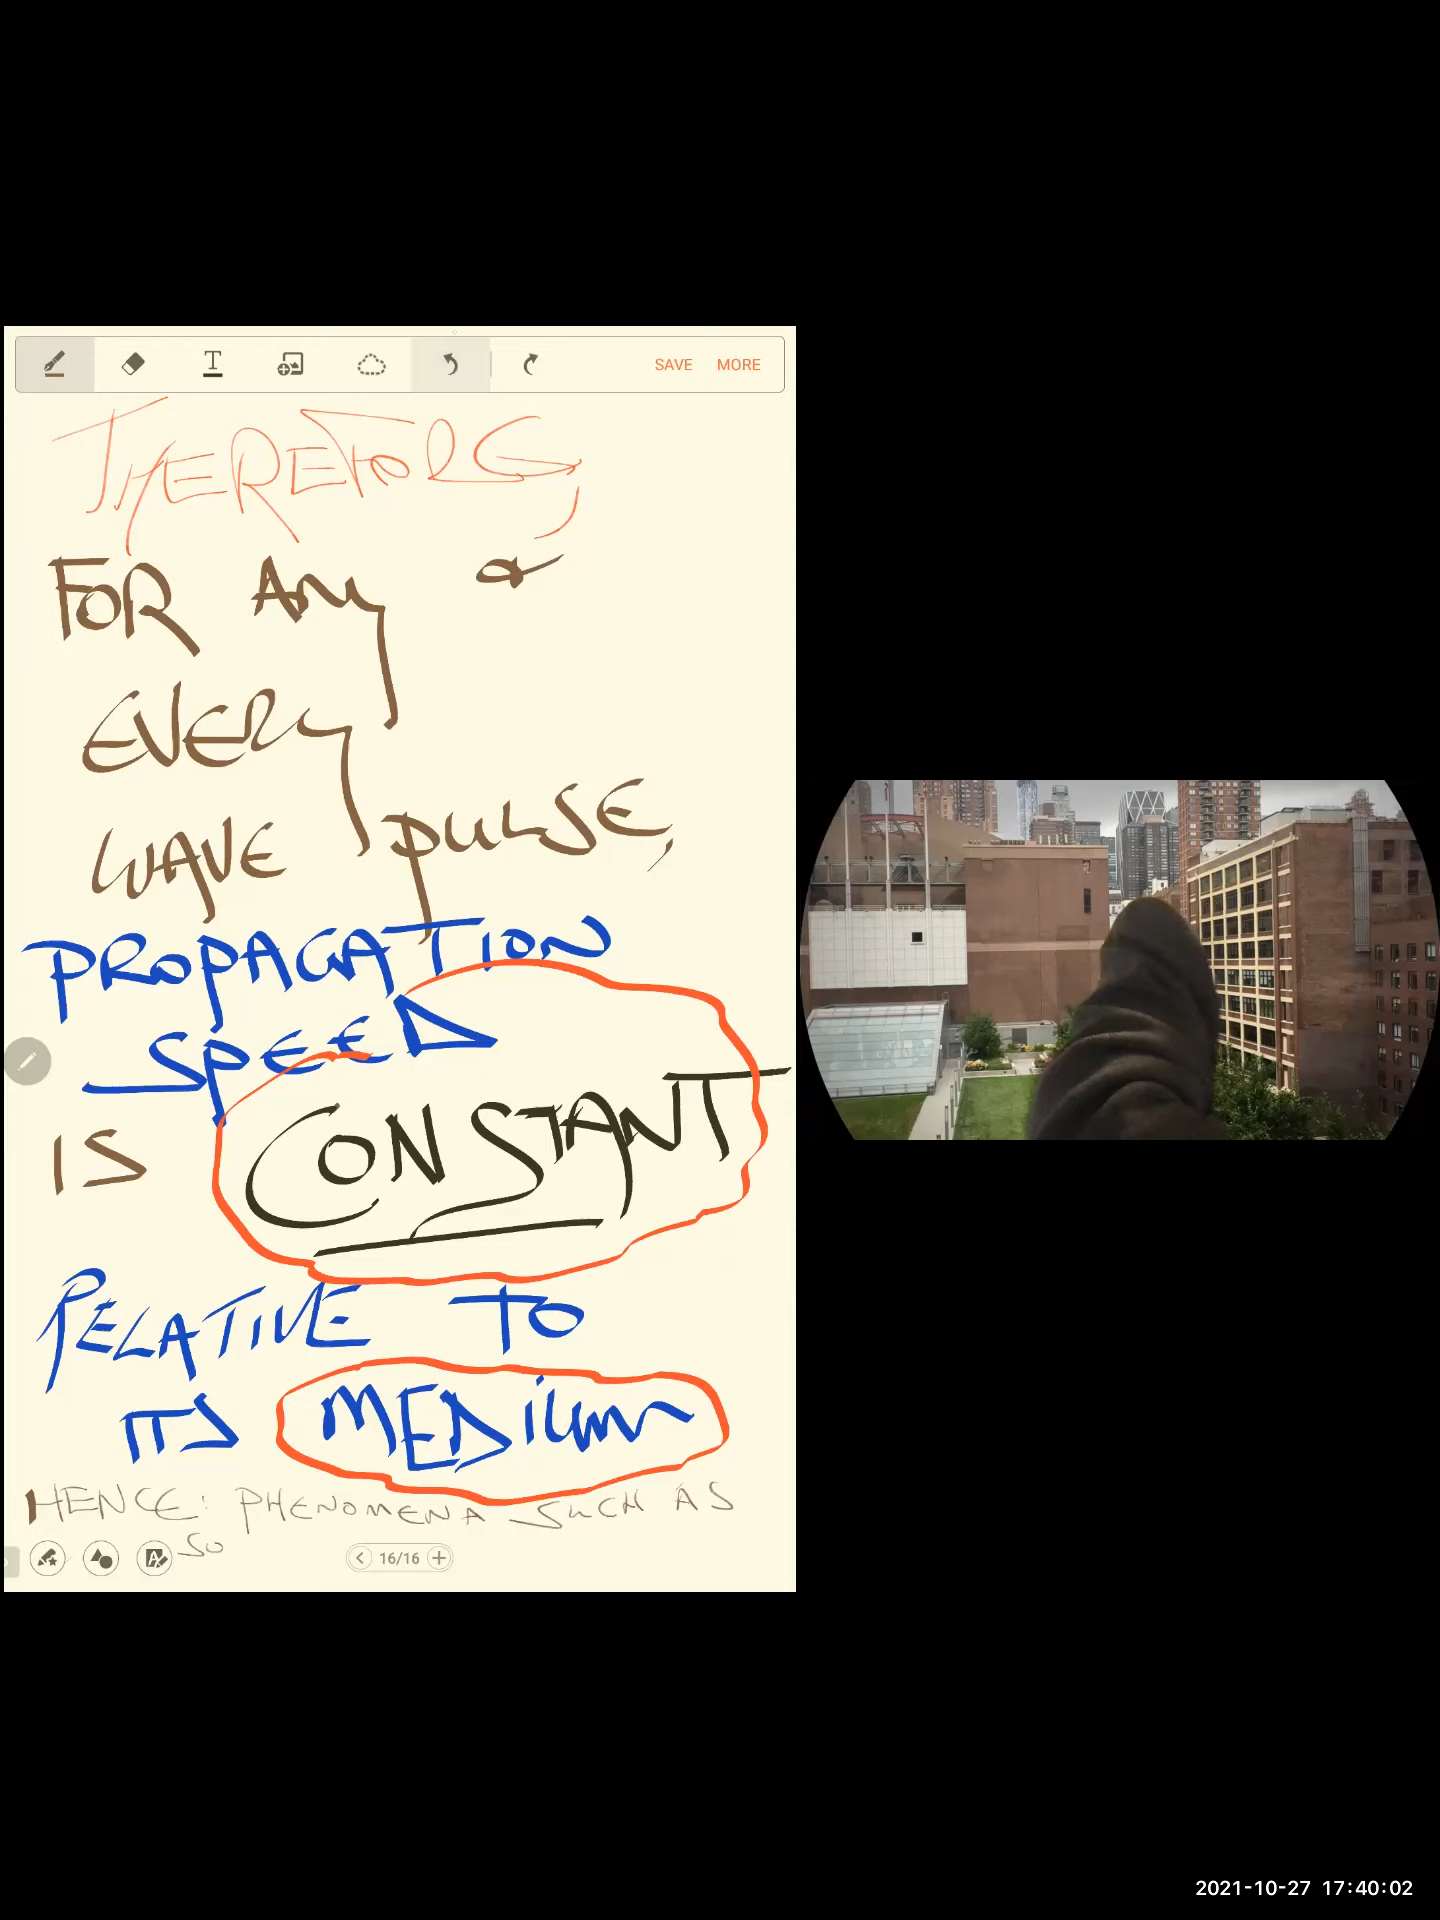 SAVE MORE
THEREFORE,
FOR ANY &
EVERY
WAVE PULSE,
PROPAGATION
SPEED
IS CONSTANT
RELATIVE TO
ITS MEDIUM
HENCE: PHENOMENA SUCH AS
SO
16/16
2021-10-27 17:40:02